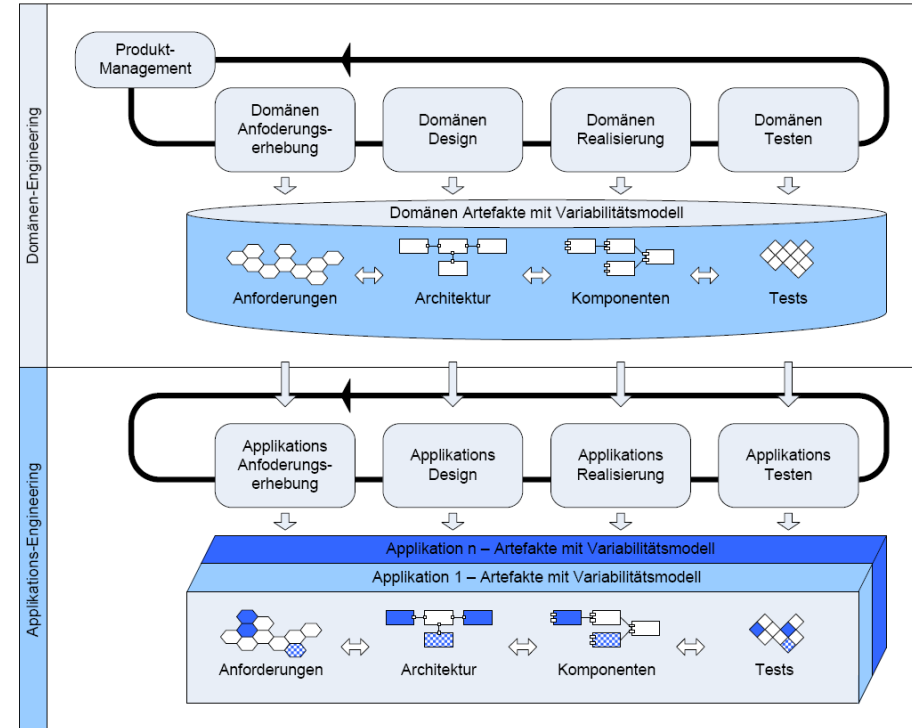 Domänen-Engineering
Produkt-
Management
Domänen
Anfoderungs-
erhebung
Domänen
Design
Domänen
Realisierung
Domänen
Testen
Domänen Artefakte mit Variabilitätsmodell
Anforderungen
Architektur
Komponenten
Tests
Applikations-Engineering
Applikations
Anfoderungs-
erhebung
Applikations
Design
Applikations
Realisierung
Applikations
Testen
Applikation n – Artefakte mit Variabilitätsmodell
Applikation 1 – Artefakte mit Variabilitätsmodell
Anforderungen
Architektur
Komponenten
Tests